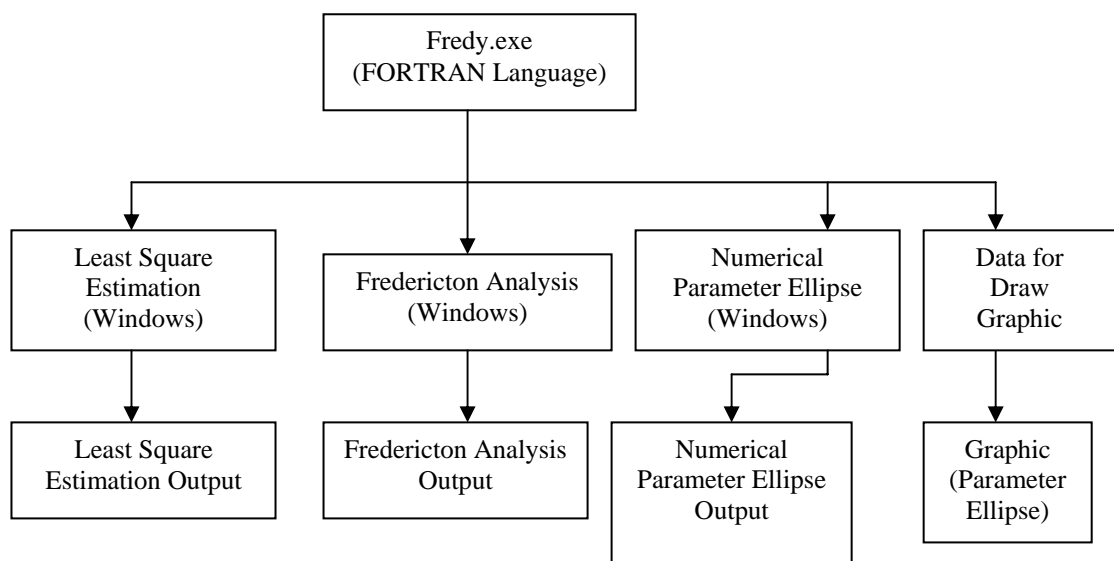 Fredy.exe
(FORTRAN Language)
Least Square
Estimation
(Windows)
Fredericton Analysis
(Windows)
Numerical
Parameter Ellipse
(Windows)
Data for
Draw
Graphic
Least Square
Estimation Output
Fredericton Analysis
Output
Numerical
Parameter Ellipse
Output
Graphic
(Parameter
Ellipse)